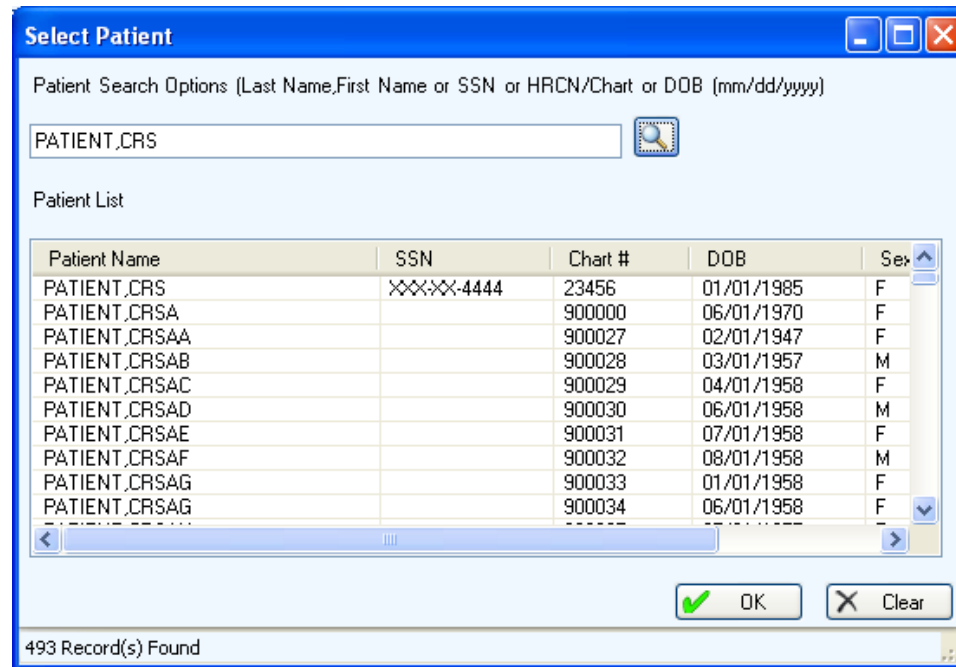 Select Patient
Patient Search Options (Last Name,First Name or SSN or HRCN/Chart or DOB (mm/dd/yyyy)
PATIENT,CRS
Patient List
Patient Name SSN Chart # DOB Sex
PATIENT,CRS XXX-XX-4444 23456 01/01/1985 F
PATIENT,CRSA 900000 06/01/1970 F
PATIENT,CRSAA 900027 02/01/1947 F
PATIENT,CRSAB 900028 03/01/1957 M
PATIENT,CRSAC 900029 04/01/1958 F
PATIENT,CRSAD 900030 06/01/1958 M
PATIENT,CRSAE 900031 07/01/1958 F
PATIENT,CRSAF 900032 08/01/1958 M
PATIENT,CRSAG 900033 01/01/1958 F
PATIENT,CRSAG 900034 06/01/1958 F
OK Clear
493 Record(s) Found